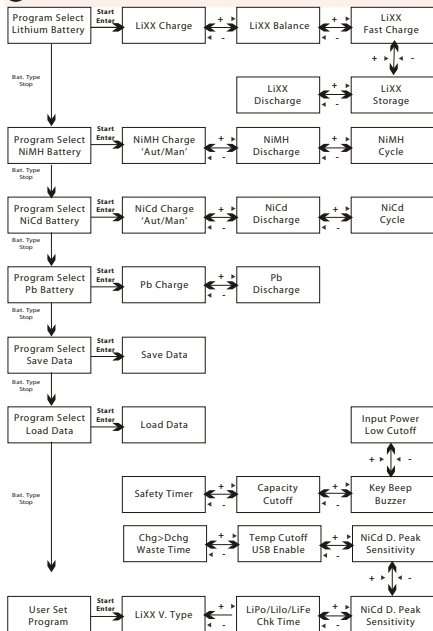 Program Select
Lithium Battery
Start
Enter
LiXX Charge
+
-
LiXX Balance
+
-
LiXX
Fast Charge
+ -
Bat. Type
Stop
LiXX
Discharge
+
-
LiXX
Storage
Program Select
NiMH Battery
Start
Enter
NiMH Charge
'Aut/Man'
+
-
NiMH
Discharge
+
-
NiMH
Cycle
Bat. Type
Stop
Program Select
NiCd Battery
Start
Enter
NiCd Charge
'Aut/Man'
+
-
NiCd
Discharge
+
-
NiCd
Cycle
Bat. Type
Stop
Program Select
Pb Battery
Start
Enter
Pb Charge
+
-
Pb
Discharge
Bat. Type
Stop
Program Select
Save Data
Start
Enter
Save Data
Bat. Type
Stop
Program Select
Load Data
Start
Enter
Load Data
Input Power
Low Cutoff
+ -
Bat. Type
Stop
Safety Timer
+
-
Capacity
Cutoff
+
-
Key Beep
Buzzer
Chg>Dchg
Waste Time
+
-
Temp Cutoff
USB Enable
+
-
NiCd D. Peak
Sensitivity
+ -
User Set
Program
Start
Enter
LiXX V. Type
+
-
LiPo/LiIo/LiFe
Chk Time
+
-
NiCd D. Peak
Sensitivity